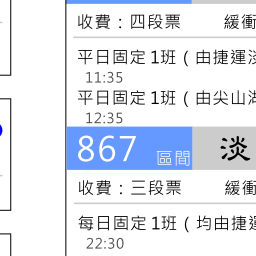 收費：四段票 緩衝
平日固定1班（由捷運淡
11:35
平日固定1班（由尖山湖
12:35
867 區間 淡
收費：三段票 緩衝
每日固定1班（均由捷運
22:30